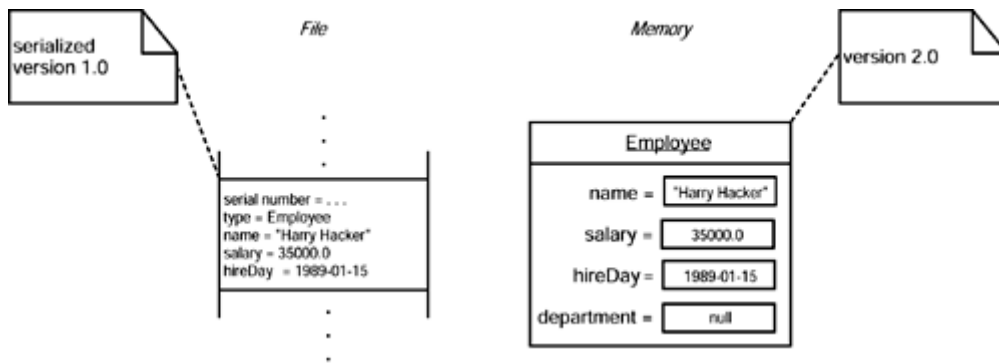 File
Memory
serialized
version 1.0
version 2.0
serial number = . . .
type = Employee
name = "Harry Hacker"
salary = 35000.0
hireDay = 1989-01-15
Employee
name = "Harry Hacker"
salary = 35000.0
hireDay = 1989-01-15
department = null